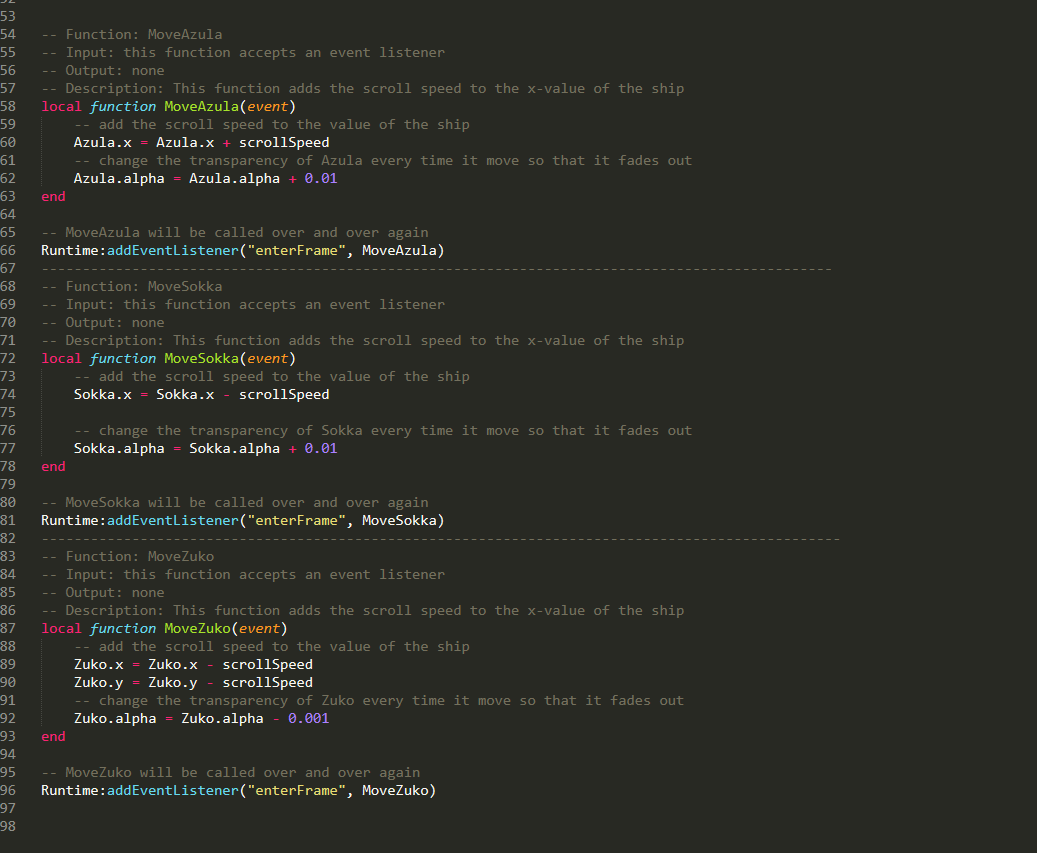 53
54 -- Function: MoveAzula
55 -- Input: this function accepts an event listener
56 -- Output: none
57 -- Description: This function adds the scroll speed to the x-value of the ship
58 local function MoveAzula(event)
59     -- add the scroll speed to the value of the ship
60     Azula.x = Azula.x + scrollSpeed
61     -- change the transparency of Azula every time it move so that it fades out
62     Azula.alpha = Azula.alpha + 0.01
63 end
64
65 -- MoveAzula will be called over and over again
66 Runtime:addEventListener("enterFrame", MoveAzula)
67 ------------------------------------------------------------------------------------------------
68 -- Function: MoveSokka
69 -- Input: this function accepts an event listener
70 -- Output: none
71 -- Description: This function adds the scroll speed to the x-value of the ship
72 local function MoveSokka(event)
73     -- add the scroll speed to the value of the ship
74     Sokka.x = Sokka.x - scrollSpeed
75
76     -- change the transparency of Sokka every time it move so that it fades out
77     Sokka.alpha = Sokka.alpha + 0.01
78 end
79
80 -- MoveSokka will be called over and over again
81 Runtime:addEventListener("enterFrame", MoveSokka)
82 -------------------------------------------------------------------------------------------------
83 -- Function: MoveZuko
84 -- Input: this function accepts an event listener
85 -- Output: none
86 -- Description: This function adds the scroll speed to the x-value of the ship
87 local function MoveZuko(event)
88     -- add the scroll speed to the value of the ship
89     Zuko.x = Zuko.x - scrollSpeed
90     Zuko.y = Zuko.y - scrollSpeed
91     -- change the transparency of Zuko every time it move so that it fades out
92     Zuko.alpha = Zuko.alpha - 0.001
93 end
94
95 -- MoveZuko will be called over and over again
96 Runtime:addEventListener("enterFrame", MoveZuko)
97
98